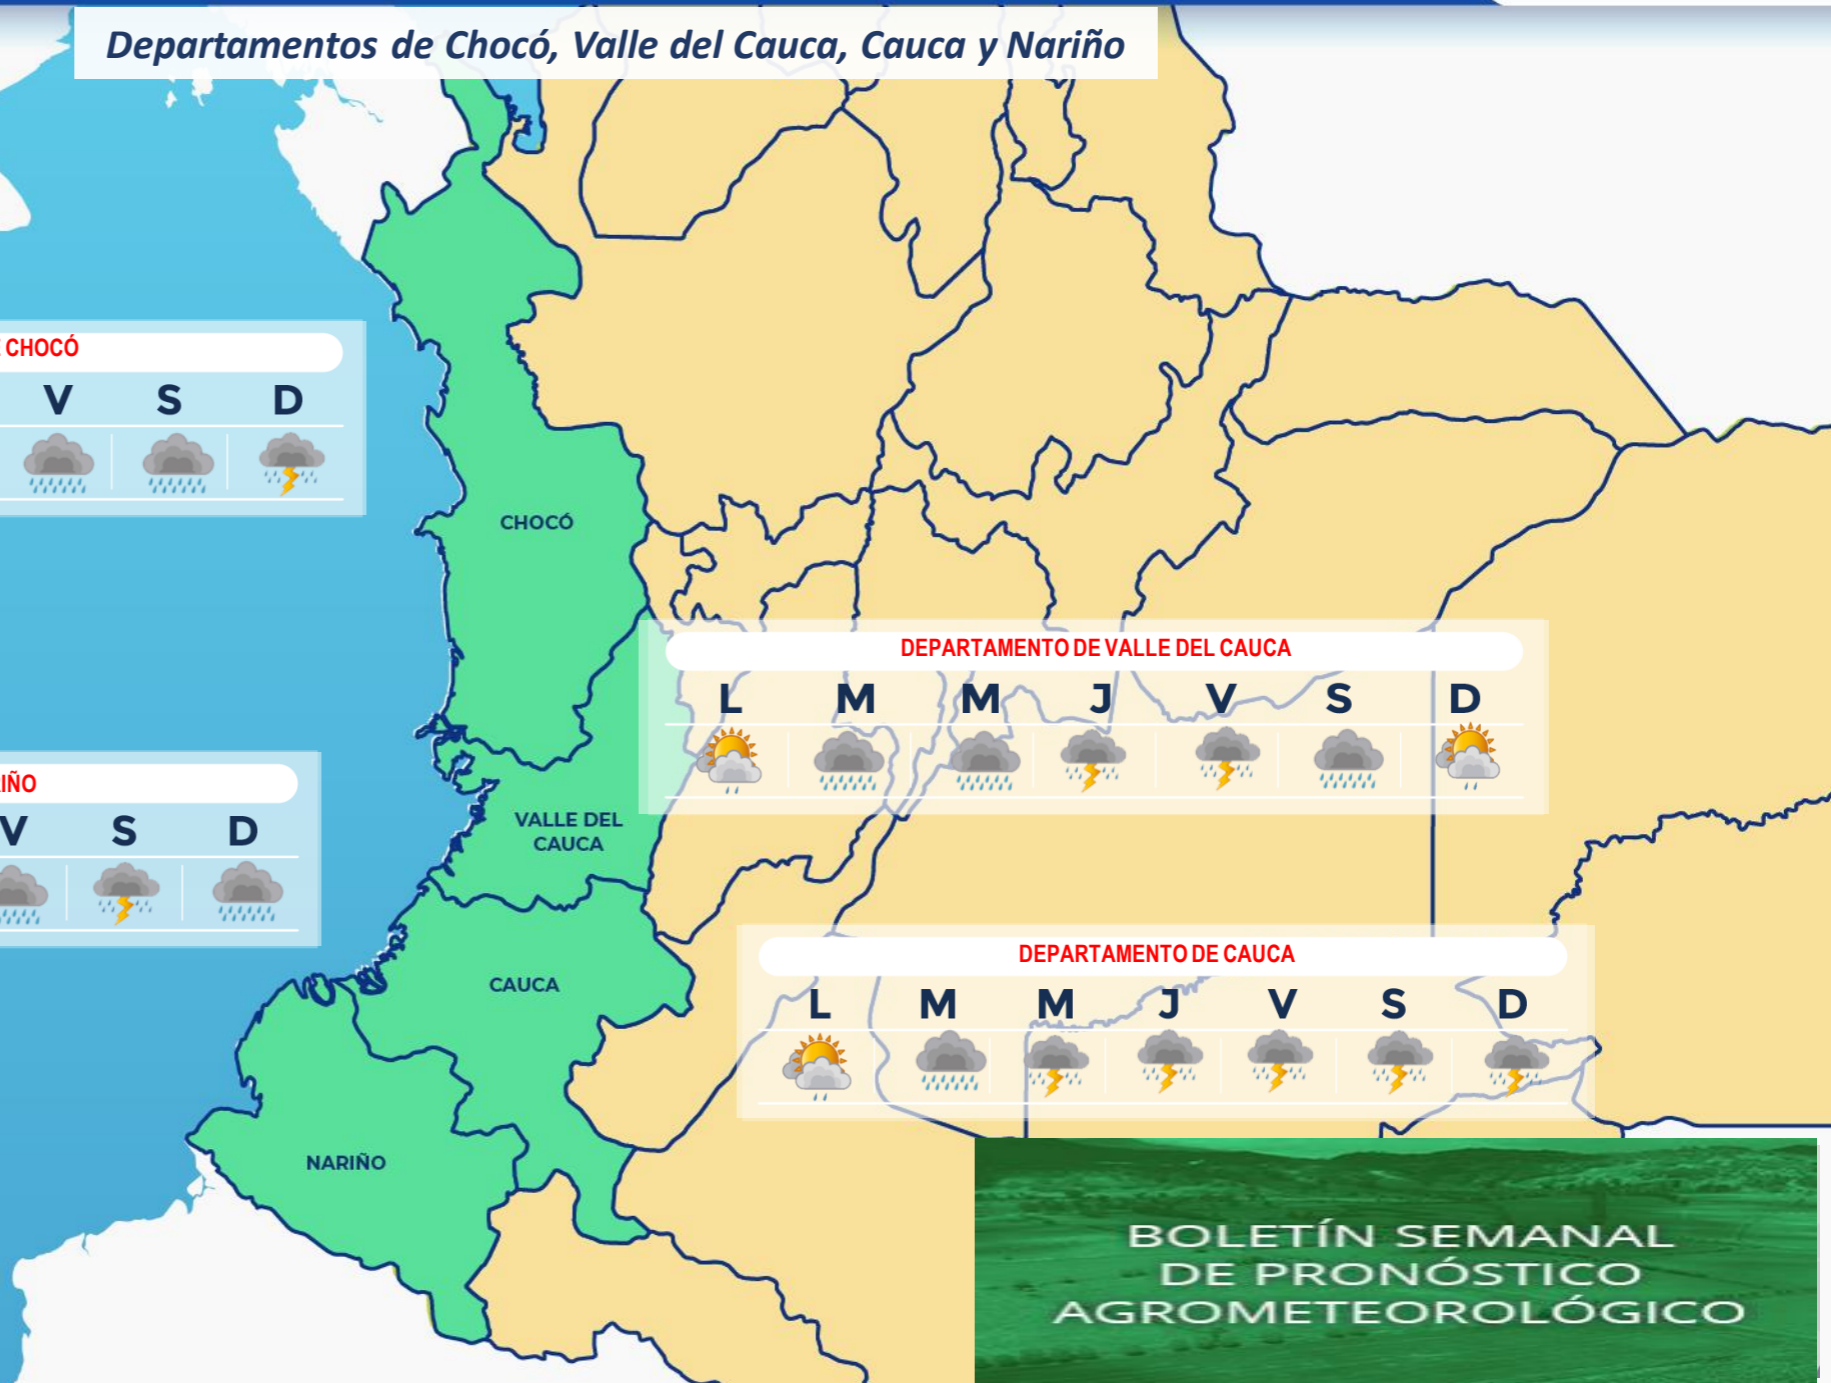 Departamentos de Chocó, Valle del Cauca, Cauca y Nariño
CHOCÓ
V S D
CHOCÓ
DEPARTAMENTO DE VALLE DEL CAUCA
L M M J V S D
V S D
VALLE DEL
CAUCA
DEPARTAMENTO DE CAUCA
L M M J V S D
CAUCA
NARIÑO
BOLETÍN SEMANAL
DE PRONÓSTICO
AGROMETEOROLÓGICO